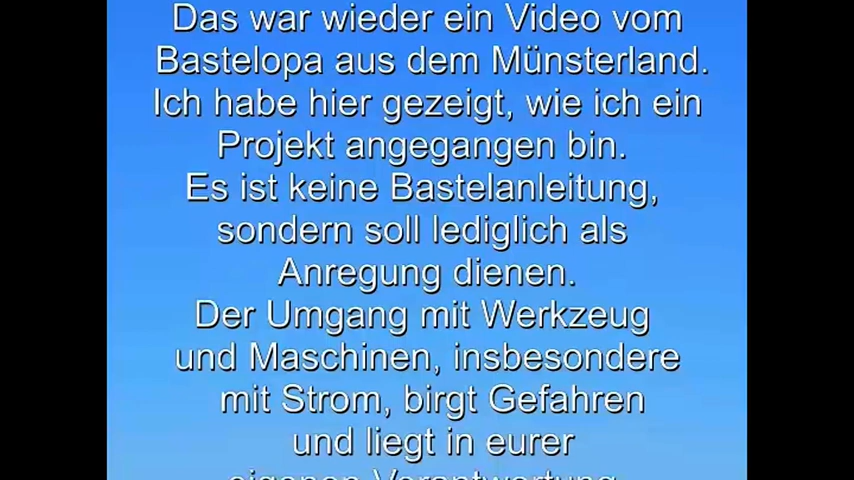 Das war wieder ein Video vom
Bastelopa aus dem Münsterland.
Ich habe hier gezeigt, wie ich ein
Projekt angegangen bin.
Es ist keine Bastelanleitung,
sondern soll lediglich als
Anregung dienen.
Der Umgang mit Werkzeug
und Maschinen, insbesondere
mit Strom, birgt Gefahren
und liegt in eurer
eigenen Verantwortung.